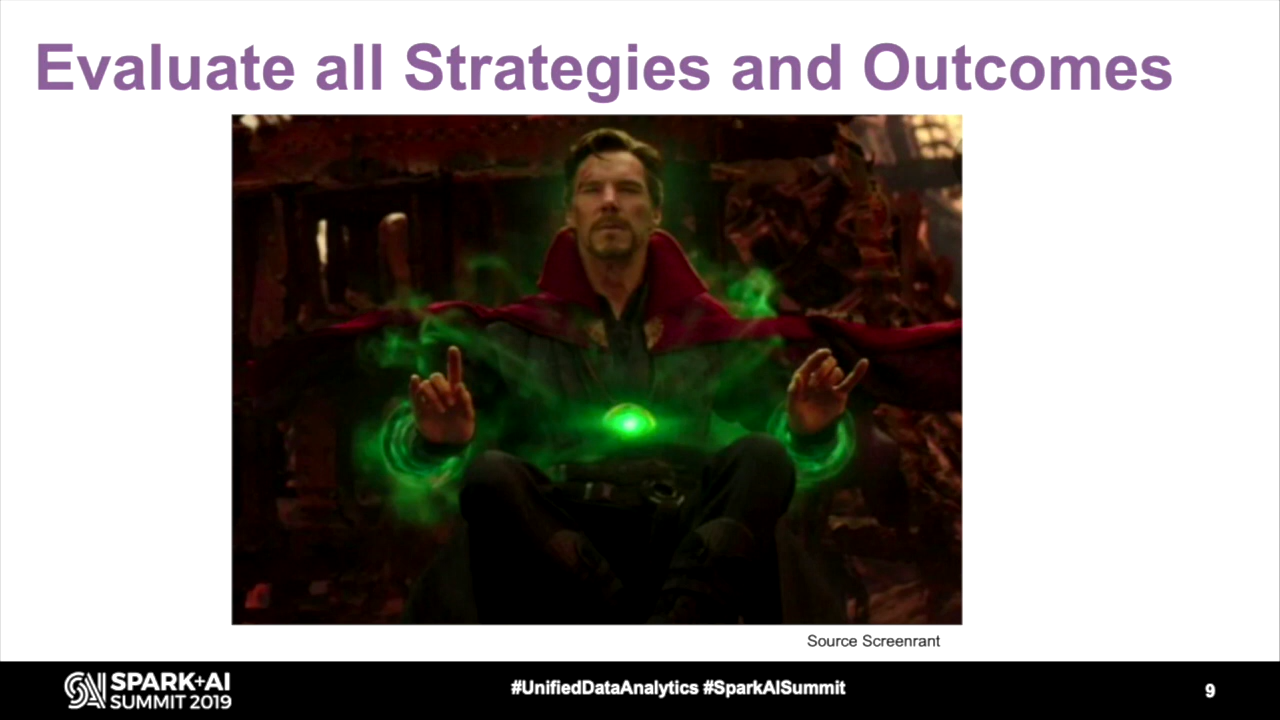 Evaluate all Strategies and Outcomes
Source Screenrant
SPARK+AI
SUMMIT 2019
#UnifiedDataAnalytics #SparkAISummit
9